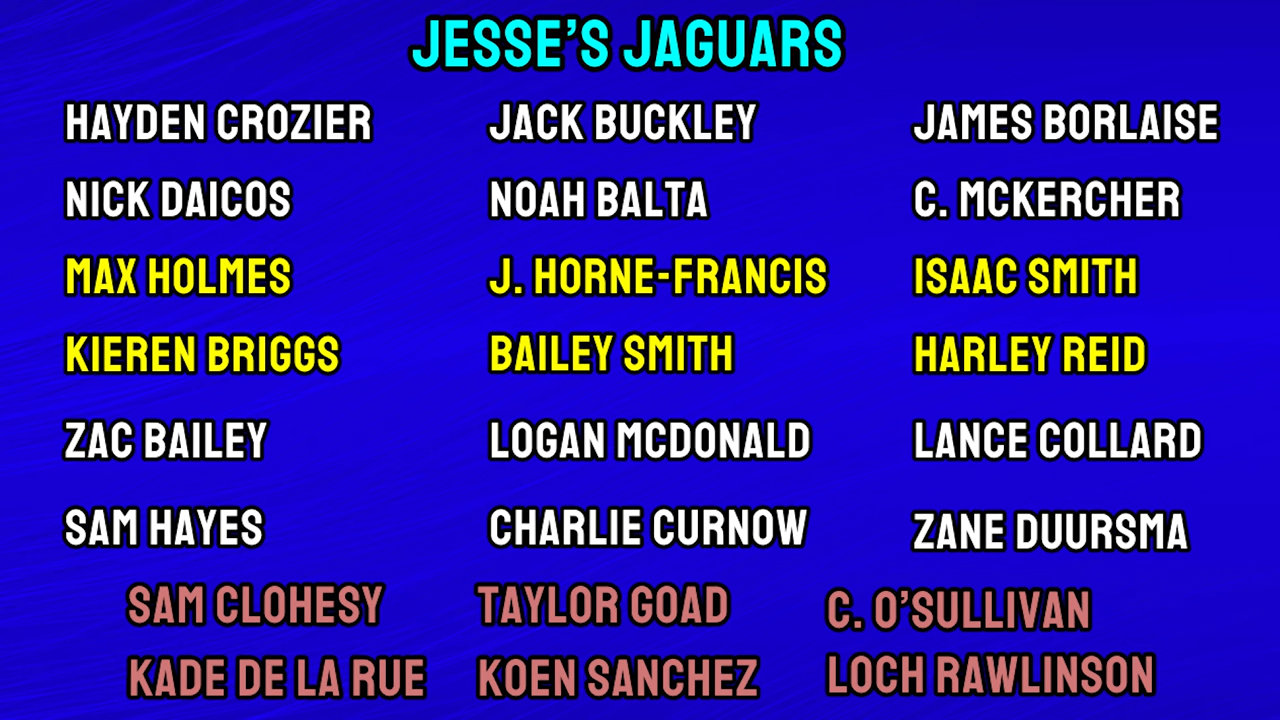 JESSE'S JAGUARS
HAYDEN CROZIER JACK BUCKLEY JAMES BORLAISE
NICK DAICOS NOAH BALTA C. MCKERCHER
MAX HOLMES J. HORNE-FRANCIS ISAAC SMITH
KIEREN BRIGGS BAILEY SMITH HARLEY REID
ZAC BAILEY LOGAN MCDONALD LANCE COLLARD
SAM HAYES CHARLIE CURNOW ZANE DUURSMA
SAM CLOHESY TAYLOR GOAD C. O'SULLIVAN
KADE DE LA RUE KOEN SANCHEZ LOCH RAWLINSON